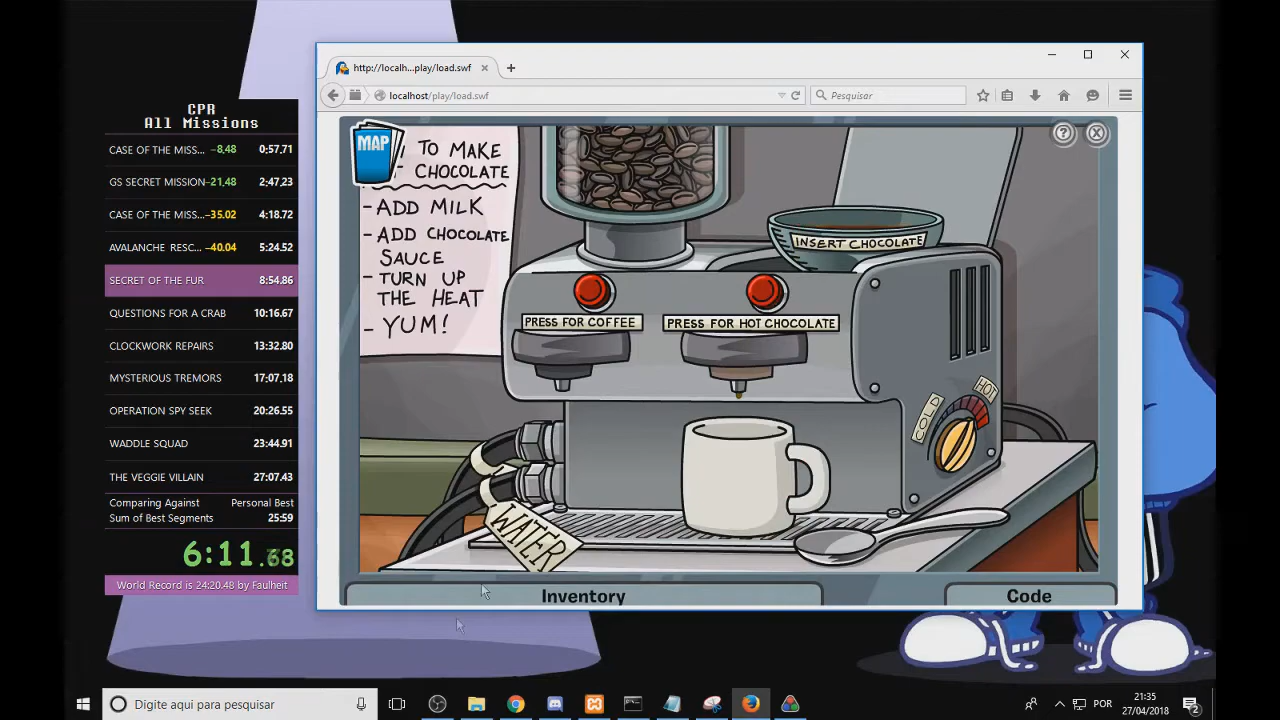 http://localh...play/load.swf
localhost/play/load.swf
Pesquisar
CPR
All Missions
CASE OF THE MISS... −8,48 0:57,71
GS SECRET MISSION −21,48 2:47,23
CASE OF THE MISS... −35.02 4:18.72
AVALANCHE RESC... −40.04 5:24.52
SECRET OF THE FUR 8:54.86
QUESTIONS FOR A CRAB 10:16.67
CLOCKWORK REPAIRS 13:32.80
MYSTERIOUS TREMORS 17:07,18
OPERATION SPY SEEK 20:26.55
WADDLE SQUAD 23:44.91
THE VEGGIE VILLAIN 27:07.43
Comparing Against Personal Best
Sum of Best Segments 25:59
6:11.68
World Record is 24:20.48 by Faulheit
MAP
TO MAKE
CHOCOLATE
-ADD MILK
-ADD CHOCOLATE
SAUCE
-TURN UP
THE HEAT
-YUM!
INSERT CHOCOLATE
PRESS FOR COFFEE
PRESS FOR HOT CHOCOLATE
COLD
HOT
WATER
Inventory
Code
Digite aqui para pesquisar
POR
21:35
27/04/2018
2